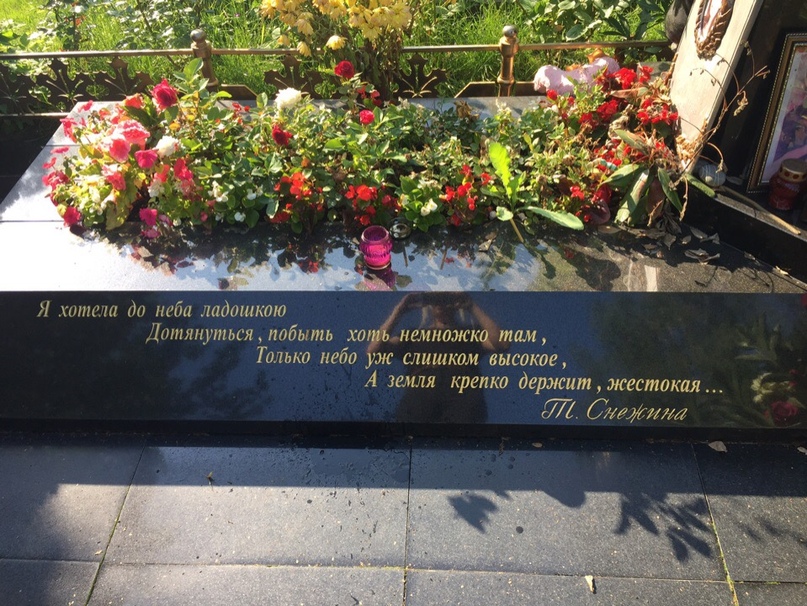 Я хотела до неба ладошкою
Дотянуться, побыть хоть немножко там,
Только небо уж слишком высокое,
А земля крепко держит, жестокая...
Т. Снежина